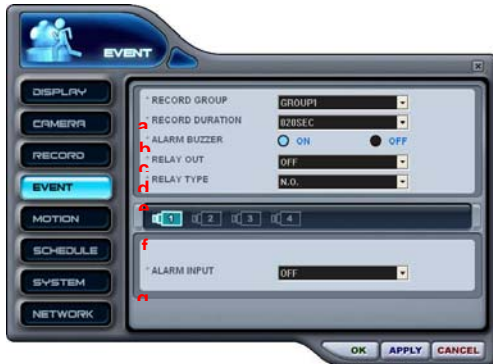 EVENT
DISPLAY
CAMERA
RECORD
EVENT
MOTION
SCHEDULE
SYSTEM
NETWORK
* RECORD GROUP GROUP1
a
* RECORD DURATION 020SEC
b
* ALARM BUZZER ON OFF
c
* RELAY OUT OFF
d
* RELAY TYPE N.O.
1 2 3 4
f
* ALARM INPUT OFF
OK APPLY CANCEL